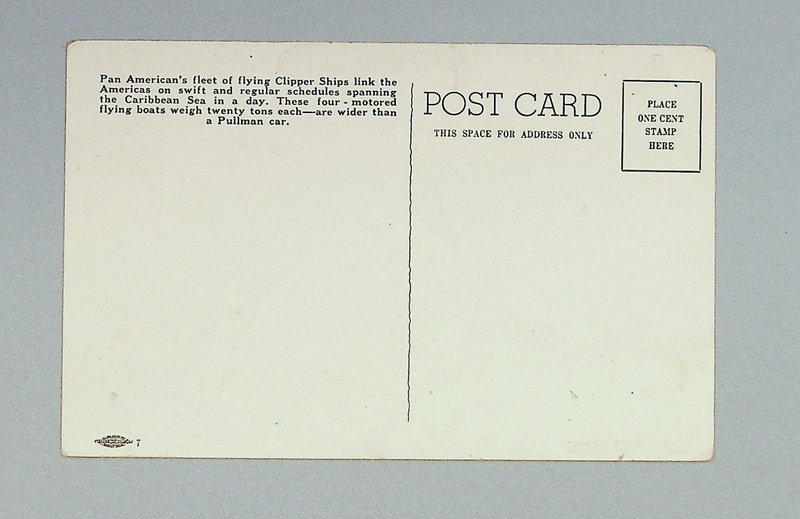 Pan American's fleet of flying Clipper Ships link the
Americas on swift and regular schedules spanning
the Caribbean Sea in a day. These four - motored
flying boats weigh twenty tons each—are wider than
a Pullman car.
POST CARD
THIS SPACE FOR ADDRESS ONLY
PLACE
ONE CENT
STAMP
HERE
7